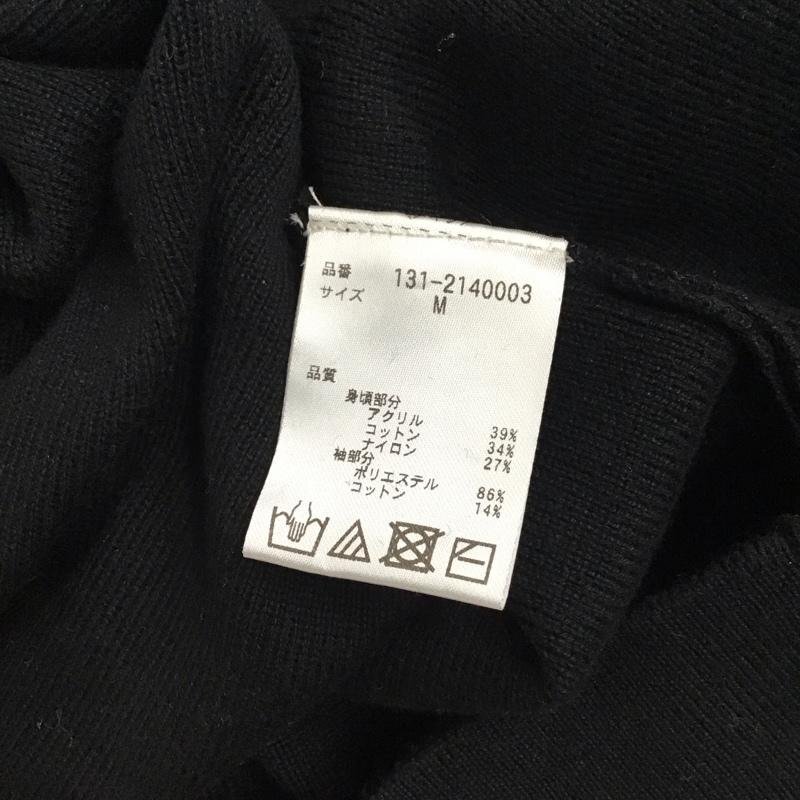 品番 131-2140003
サイズ M
品質
身頃部分
アクリル 39%
コットン 34%
ナイロン 27%
袖部分
ポリエステル 86%
コットン 14%